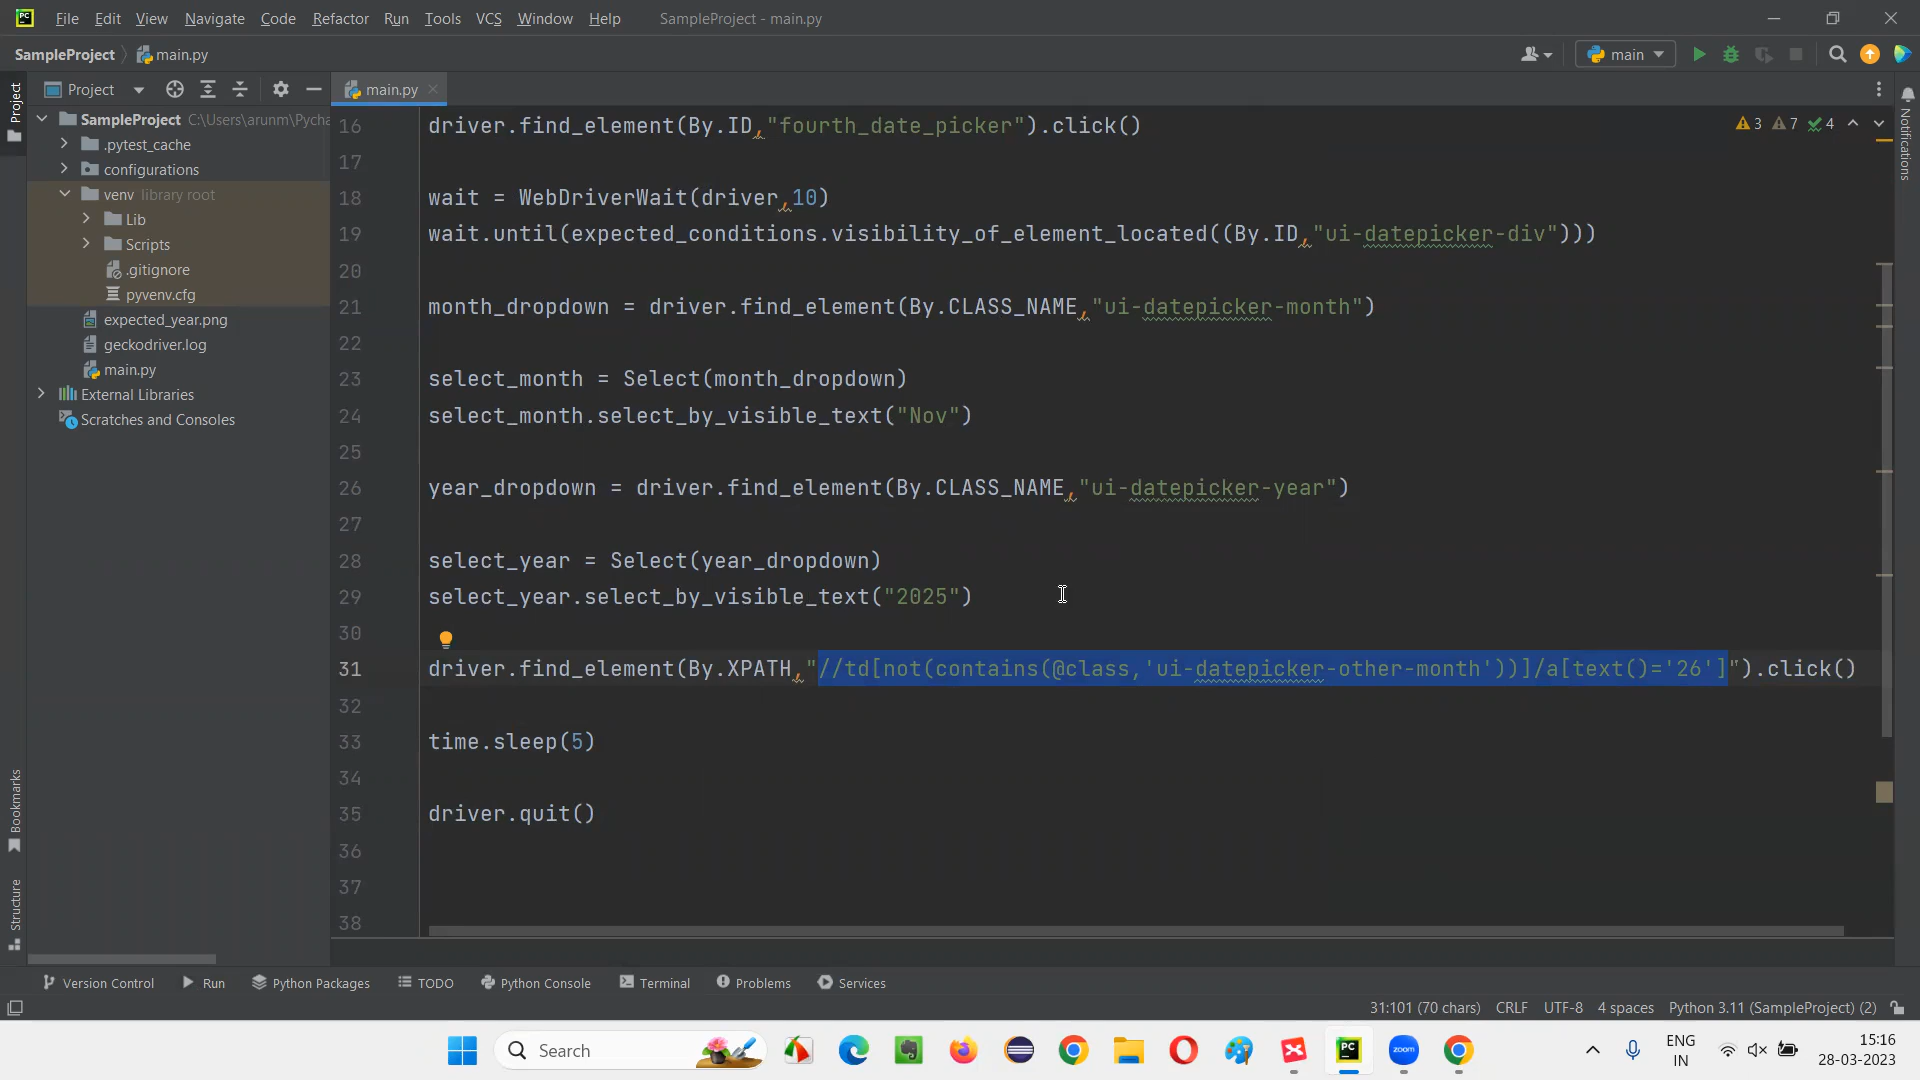 PC File Edit View Navigate Code Refactor Run Tools VCS Window Help SampleProject - main.py
SampleProject main.py main
Project
Project main.py
Notifications
SampleProject C:\Users\arunm\Pycha
.pytest_cache
configurations
venv library root
Lib
Scripts
.gitignore
pyvenv.cfg
expected_year.png
geckodriver.log
main.py
External Libraries
Scratches and Consoles
3 7 4
16 driver.find_element(By.ID,"fourth_date_picker").click()
17
18 wait = WebDriverWait(driver,10)
19 wait.until(expected_conditions.visibility_of_element_located((By.ID,"ui-datepicker-div")))
20
21 month_dropdown = driver.find_element(By.CLASS_NAME,"ui-datepicker-month")
22
23 select_month = Select(month_dropdown)
24 select_month.select_by_visible_text("Nov")
25
26 year_dropdown = driver.find_element(By.CLASS_NAME,"ui-datepicker-year")
27
28 select_year = Select(year_dropdown)
29 select_year.select_by_visible_text("2025")
30
31 driver.find_element(By.XPATH,"//td[not(contains(@class,'ui-datepicker-other-month'))]/a[text()='26']").click()
32
33 time.sleep(5)
34
35 driver.quit()
36
37
38
Bookmarks
Structure
Version Control Run Python Packages TODO Python Console Terminal Problems Services
31:101 (70 chars) CRLF UTF-8 4 spaces Python 3.11 (SampleProject) (2)
Search PC zoom ENG IN 15:16 28-03-2023